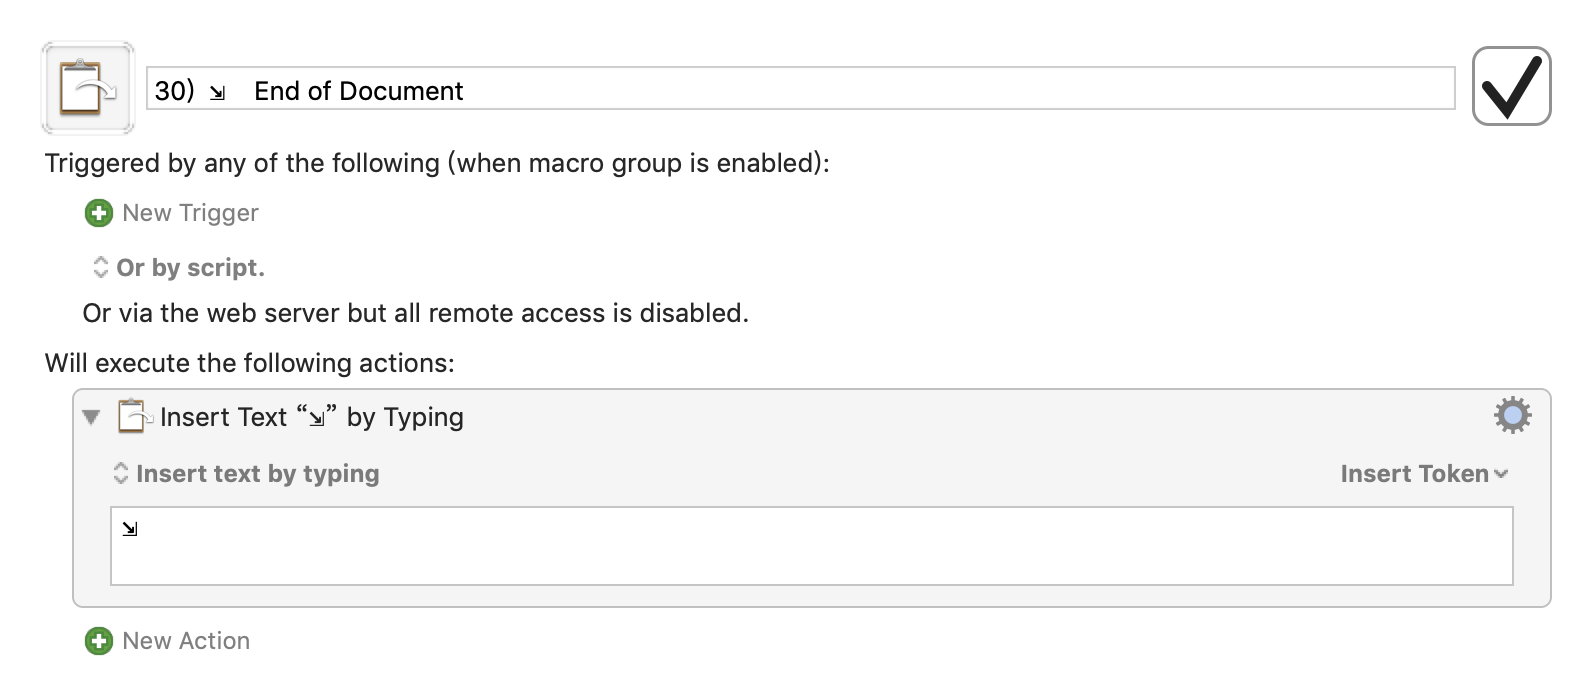 30) ⇲ End of Document
Triggered by any of the following (when macro group is enabled):
New Trigger
Or by script.
Or via the web server but all remote access is disabled.
Will execute the following actions:
Insert Text “⇲” by Typing
Insert text by typing
Insert Token
⇲
New Action